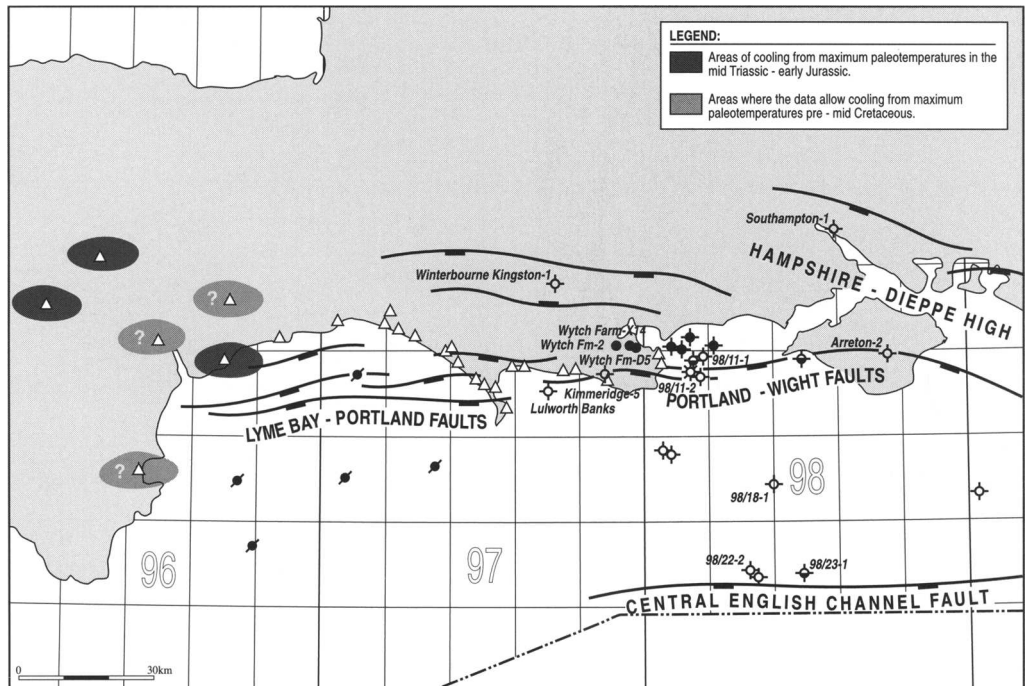 LEGEND:
Areas of cooling from maximum paleotemperatures in the
mid Triassic - early Jurassic.
Areas where the data allow cooling from maximum
paleotemperatures pre - mid Cretaceous.
Southampton-1
HAMPSHIRE - DIEPPE HIGH
Winterbourne Kingston-1
?
?
Wytch Farm-X14
Wytch Fm-2
Wytch Fm-D5
98/11-1
Arreton-2
98/11-2
Kimmeridge-5
Lulworth Banks
PORTLAND - WIGHT FAULTS
LYME BAY - PORTLAND FAULTS
?
98/18-1
98
96
97
98/22-2
98/23-1
CENTRAL ENGLISH CHANNEL FAULT
0
30km